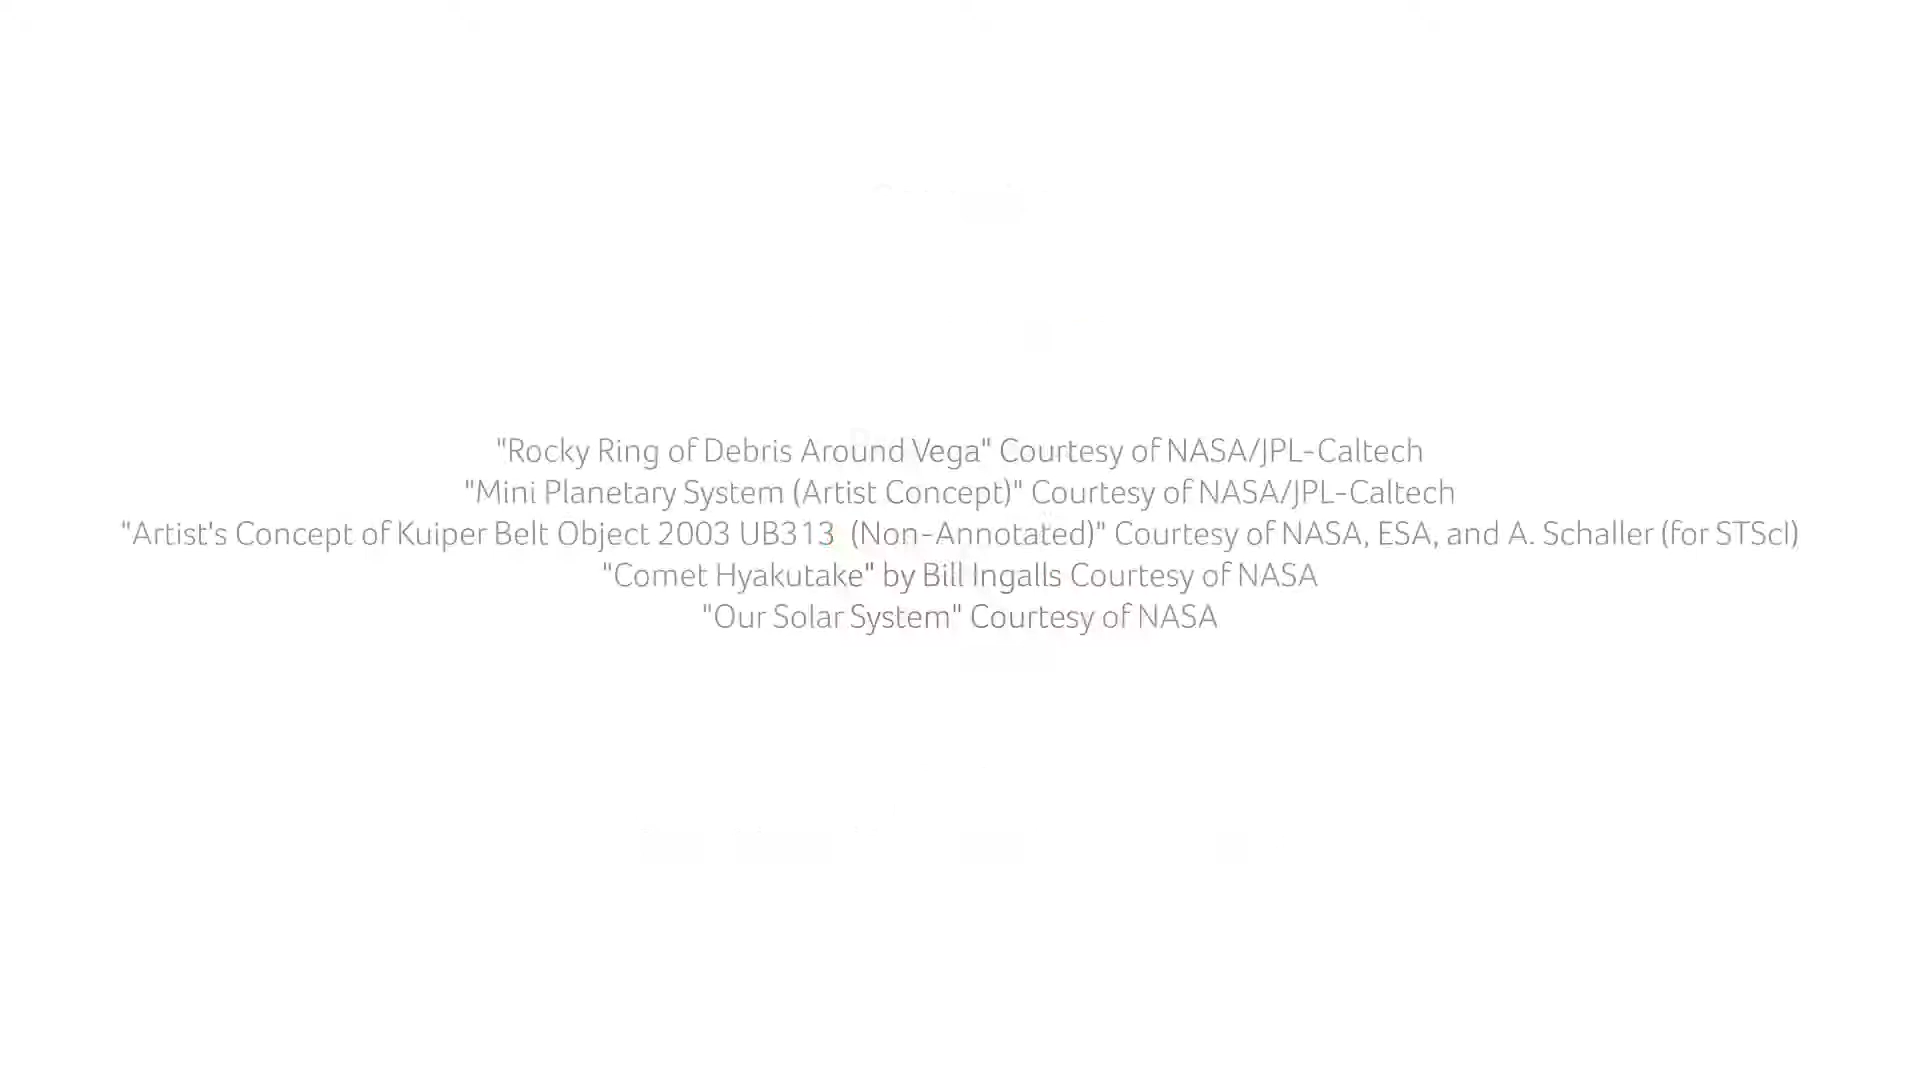 "Rocky Ring of Debris Around Vega" Courtesy of NASA/JPL-Caltech
"Mini Planetary System (Artist Concept)" Courtesy of NASA/JPL-Caltech
"Artist's Concept of Kuiper Belt Object 2003 UB313  (Non-Annotated)" Courtesy of NASA, ESA, and A. Schaller (for STScI)
"Comet Hyakutake" by Bill Ingalls Courtesy of NASA
"Our Solar System" Courtesy of NASA